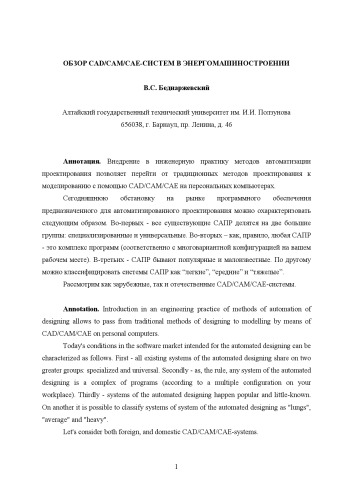 ОБЗОР CAD/CAM/CAE-СИСТЕМ В ЭНЕРГОМАШИНОСТРОЕНИИ
В.С. Беднаржевский
Алтайский государственный технический университет им. И.И. Ползунова
656038, г. Барнаул, пр. Ленина, д. 46
Аннотация. Внедрение в инженерную практику методов автоматизации
проектирования позволяет перейти от традиционных методов проектирования к
моделированию с помощью CAD/CAM/CAE на персональных компьютерах.
Сегодняшнюю обстановку на рынке программного обеспечения
предназначенного для автоматизированного проектирования можно охарактеризовать
следующим образом. Во-первых - все существующие САПР делятся на две большие
группы: специализированные и универсальные. Во-вторых – как, правило, любая САПР
- это комплекс программ (соответственно с многовариантной конфигурацией на вашем
рабочем месте). В-третьих - САПР бывают популярные и малоизвестные. По другому
можно классифицировать системы САПР как “легкие”, “средние” и “тяжелые”.
Рассмотрим как зарубежные, так и отечественные CAD/CAM/CAE-системы.
Annotation. Introduction in an engineering practice of methods of automation of
designing allows to pass from traditional methods of designing to modelling by means of
CAD/CAM/CAE on personal computers.
Today's conditions in the software market intended for the automated designing can be
characterized as follows. First - all existing systems of the automated designing share on two
greater groups: specialized and universal. Secondly - as, the rule, any system of the automated
designing is a complex of programs (according to a multiple configuration on your
workplace). Thirdly - systems of the automated designing happen popular and little-known.
On another it is possible to classify systems of system of the automated designing as "lungs",
"average" and "heavy".
Let's consider both foreign, and domestic CAD/CAM/CAE-systems.
1